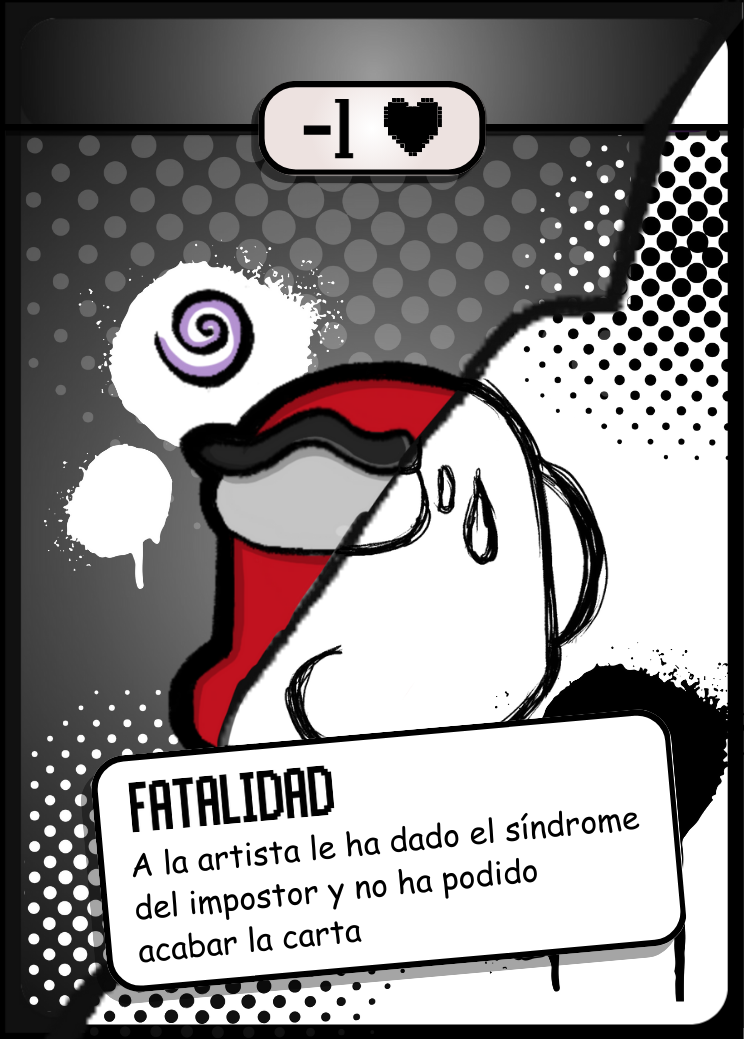 -1
FATALIDAD
A la artista le ha dado el síndrome
del impostor y no ha podido
acabar la carta